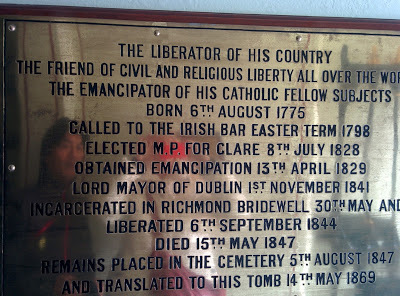 THE LIBERATOR OF HIS COUNTRY
THE FRIEND OF CIVIL AND RELIGIOUS LIBERTY ALL OVER THE WOR
THE EMANCIPATOR OF HIS CATHOLIC FELLOW SUBJECTS
BORN 6TH AUGUST 1775
CALLED TO THE IRISH BAR EASTER TERM 1798
ELECTED M.P. FOR CLARE 8TH JULY 1828
OBTAINED EMANCIPATION 13TH APRIL 1829
LORD MAYOR OF DUBLIN 1ST NOVEMBER 1841
INCARCERATED IN RICHMOND BRIDEWELL 30TH MAY AND
LIBERATED 6TH SEPTEMBER 1844
DIED 15TH MAY 1847
REMAINS PLACED IN THE CEMETERY 5TH AUGUST 1847
AND TRANSLATED TO THIS TOMB 14TH MAY 1869